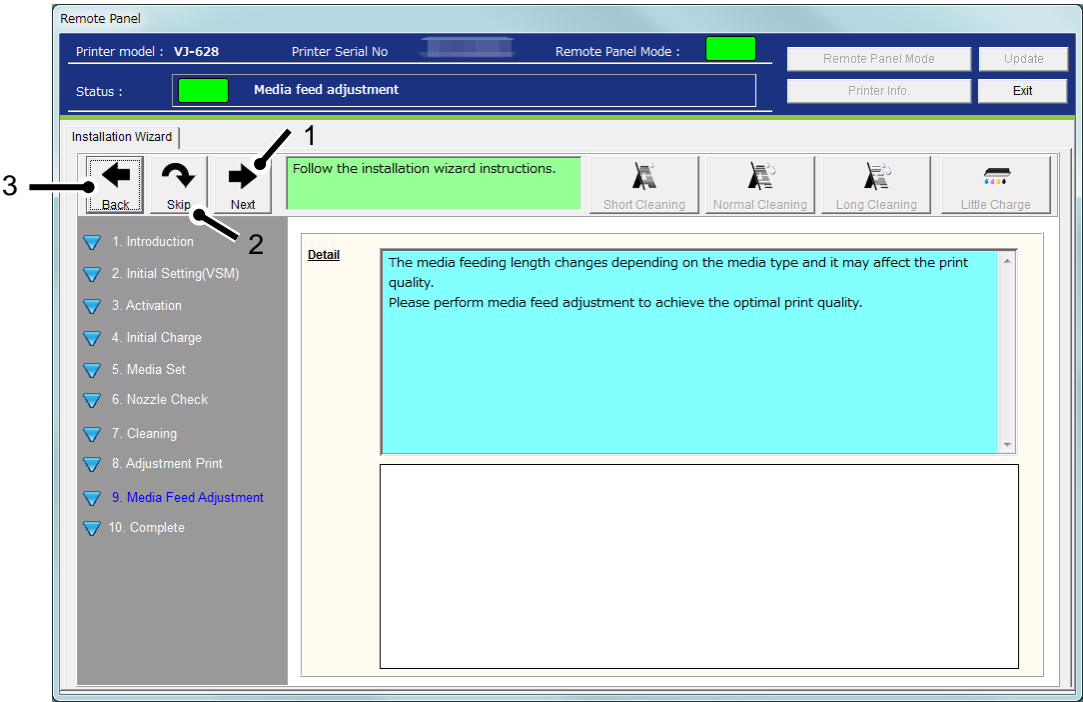 Remote Panel
Printer model : VJ-628
Printer Serial No
Remote Panel Mode :
Remote Panel Mode
Update
Status :
Media feed adjustment
Printer Info.
Exit
Installation Wizard
1
3
Back
Skip
Next
2
Follow the installation wizard instructions.
Short Cleaning
Normal Cleaning
Long Cleaning
Little Charge
1. Introduction
2. Initial Setting(VSM)
3. Activation
4. Initial Charge
5. Media Set
6. Nozzle Check
7. Cleaning
8. Adjustment Print
9. Media Feed Adjustment
10. Complete
Detail
The media feeding length changes depending on the media type and it may affect the print
quality.
Please perform media feed adjustment to achieve the optimal print quality.